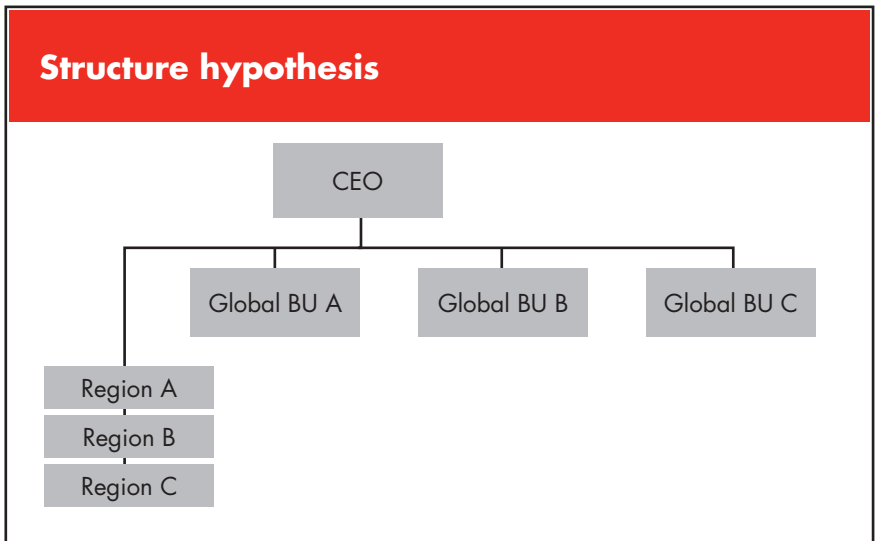 Structure hypothesis
CEO
Global BU A
Global BU B
Global BU C
Region A
Region B
Region C